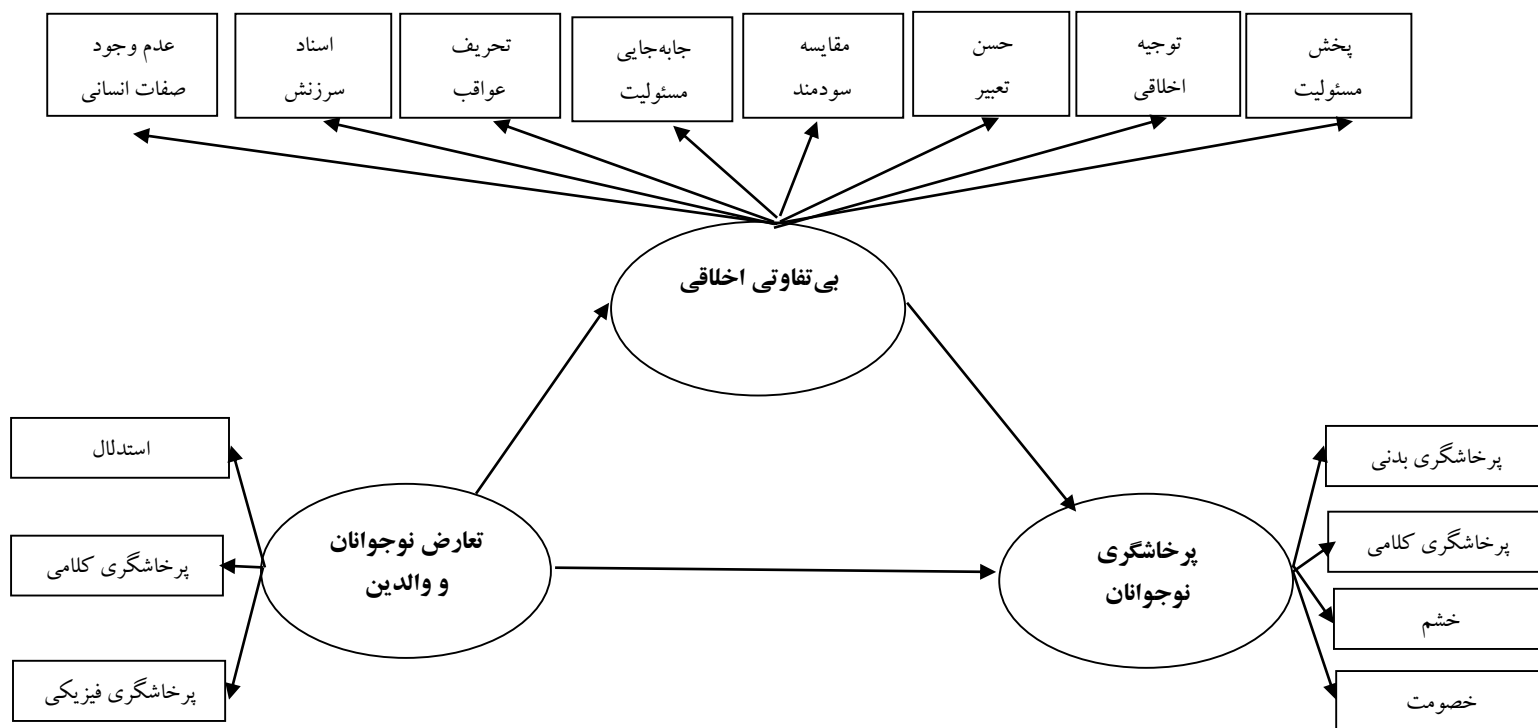 پخش
مسئولیت
توجیه
اخلاقی
حسن
تعبیر
مقایسه
سودمند
جابه‌جایی
مسئولیت
تحریف
عواقب
اسناد
سرزنش
عدم وجود
صفات انسانی
بی‌تفاوتی اخلاقی
پرخاشگری بدنی
پرخاشگری کلامی
خشم
خصومت
پرخاشگری
نوجوانان
تعارض نوجوانان
و والدین
استدلال
پرخاشگری کلامی
پرخاشگری فیزیکی